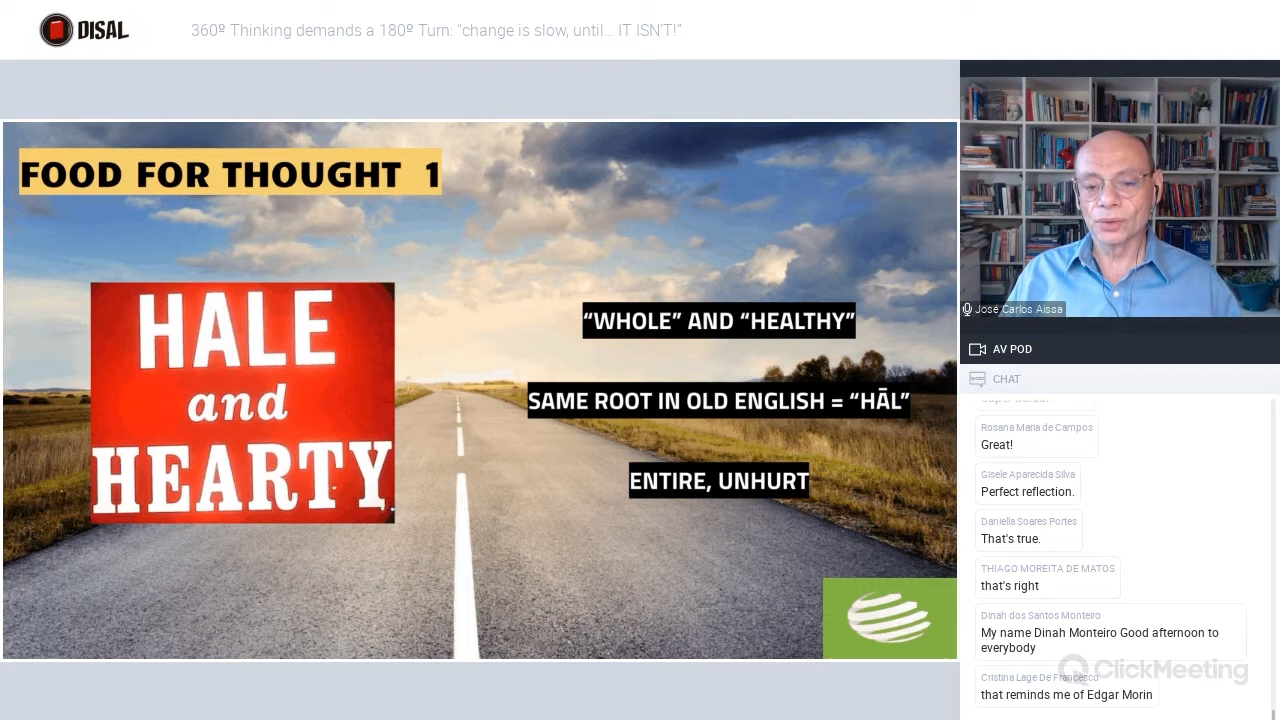 DISAL
360º Thinking demands a 180º Turn: “change is slow, until... IT ISN'T!”
FOOD FOR THOUGHT 1
HALE
and
HEARTY.
“WHOLE” AND “HEALTHY”
SAME ROOT IN OLD ENGLISH = “HĀL”
ENTIRE, UNHURT
José Carlos Aissa
AV POD
CHAT
Rosana Maria de Campos
Great!
Gisele Aparecida Silva
Perfect reflection.
Daniella Soares Portes
That's true.
THIAGO MOREITA DE MATOS
that's right
Dinah dos Santos Monteiro
My name Dinah Monteiro Good afternoon to
everybody
Cristina Lage De Francesco
that reminds me of Edgar Morin
ClickMeeting